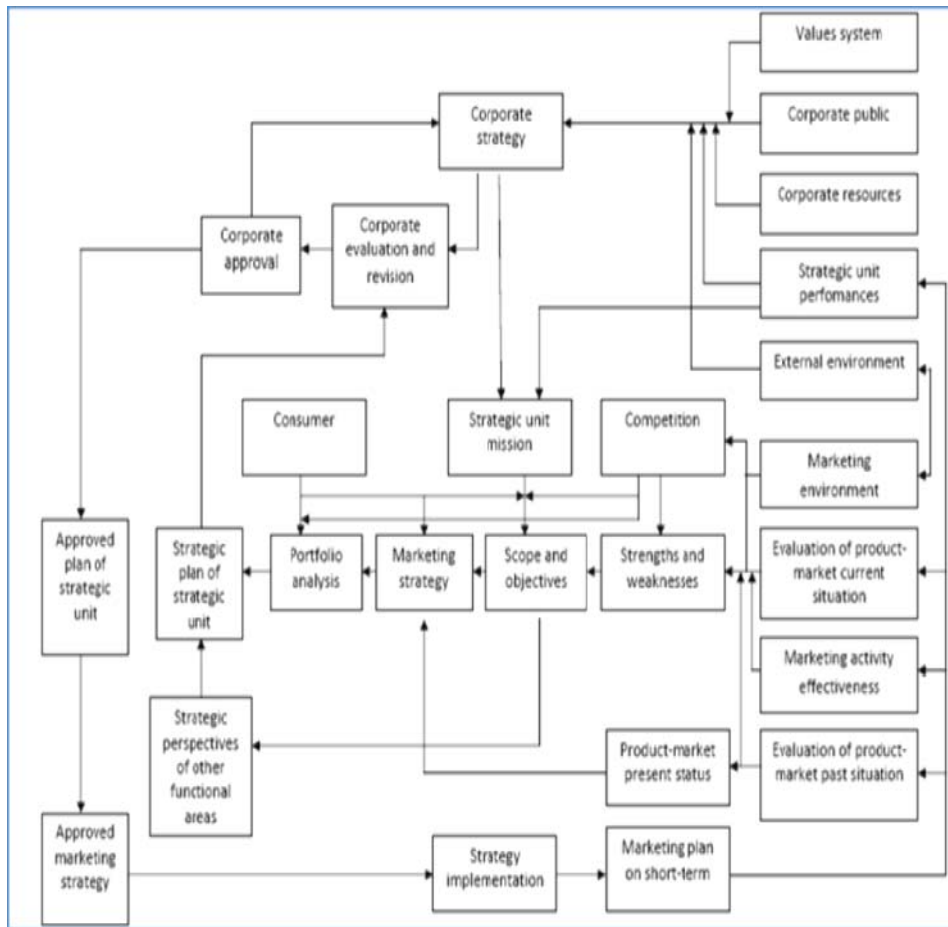 Values system
Corporate
strategy
Corporate public
Corporate resources
Corporate
approval
Corporate
evaluation and
revision
Strategic unit
perfomances
External environment
Consumer
Strategic unit
mission
Competition
Marketing
environment
Approved
plan of
strategic
unit
Strategic
plan of
strategic
unit
Portfolio
analysis
Marketing
strategy
Scope and
objectives
Strengths and
weaknesses
Evaluation of product-
market current
situation
Marketing activity
effectiveness
Strategic
perspectives
of other
functional
areas
Product-market
present status
Evaluation of product-
market past situation
Approved
marketing
strategy
Strategy
implementation
Marketing plan
on short-term